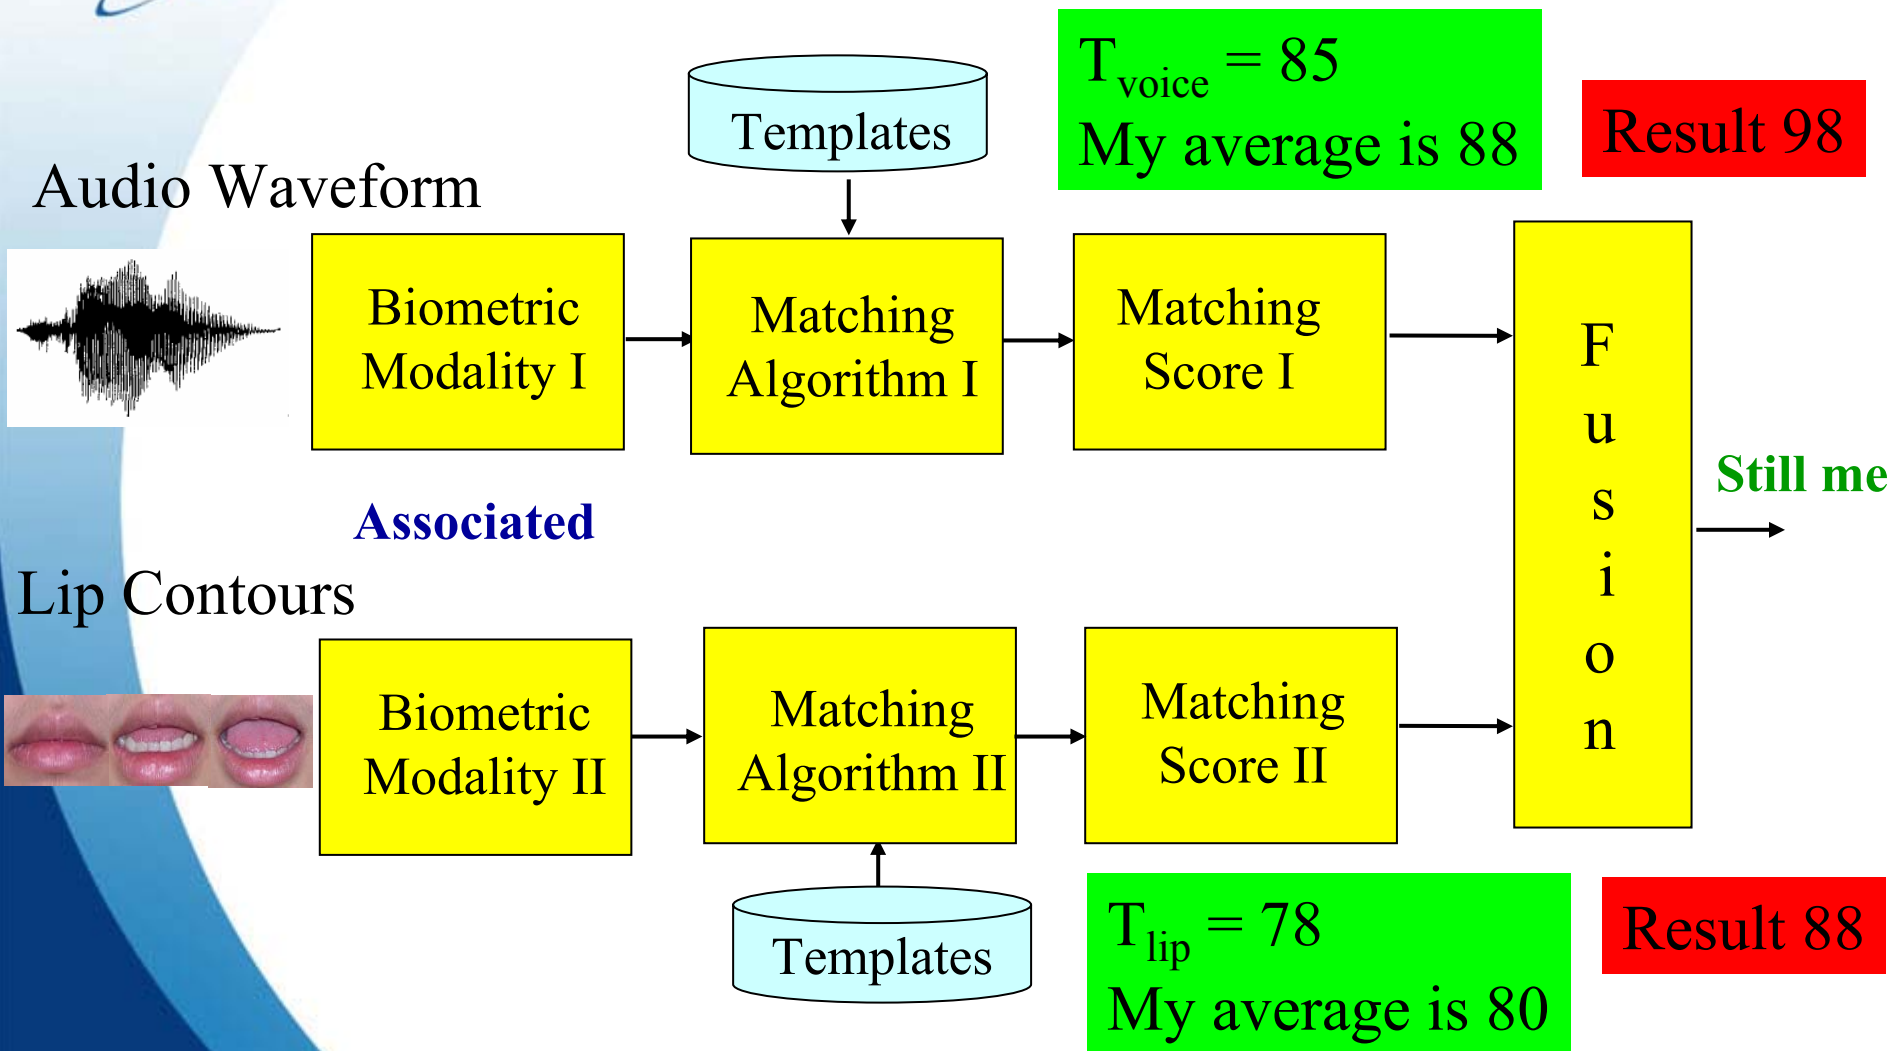 T_voice = 85
My average is 88
Result 98
Templates
Audio Waveform
Biometric
Modality I
Matching
Algorithm I
Matching
Score I
F
u
s
i
o
n
Still me
Associated
Lip Contours
Biometric
Modality II
Matching
Algorithm II
Matching
Score II
Templates
T_lip = 78
My average is 80
Result 88